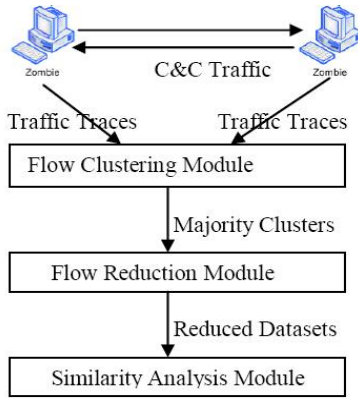 Zombie
Zombie
C&C Traffic
Traffic Traces
Traffic Traces
Flow Clustering Module
Majority Clusters
Flow Reduction Module
Reduced Datasets
Similarity Analysis Module